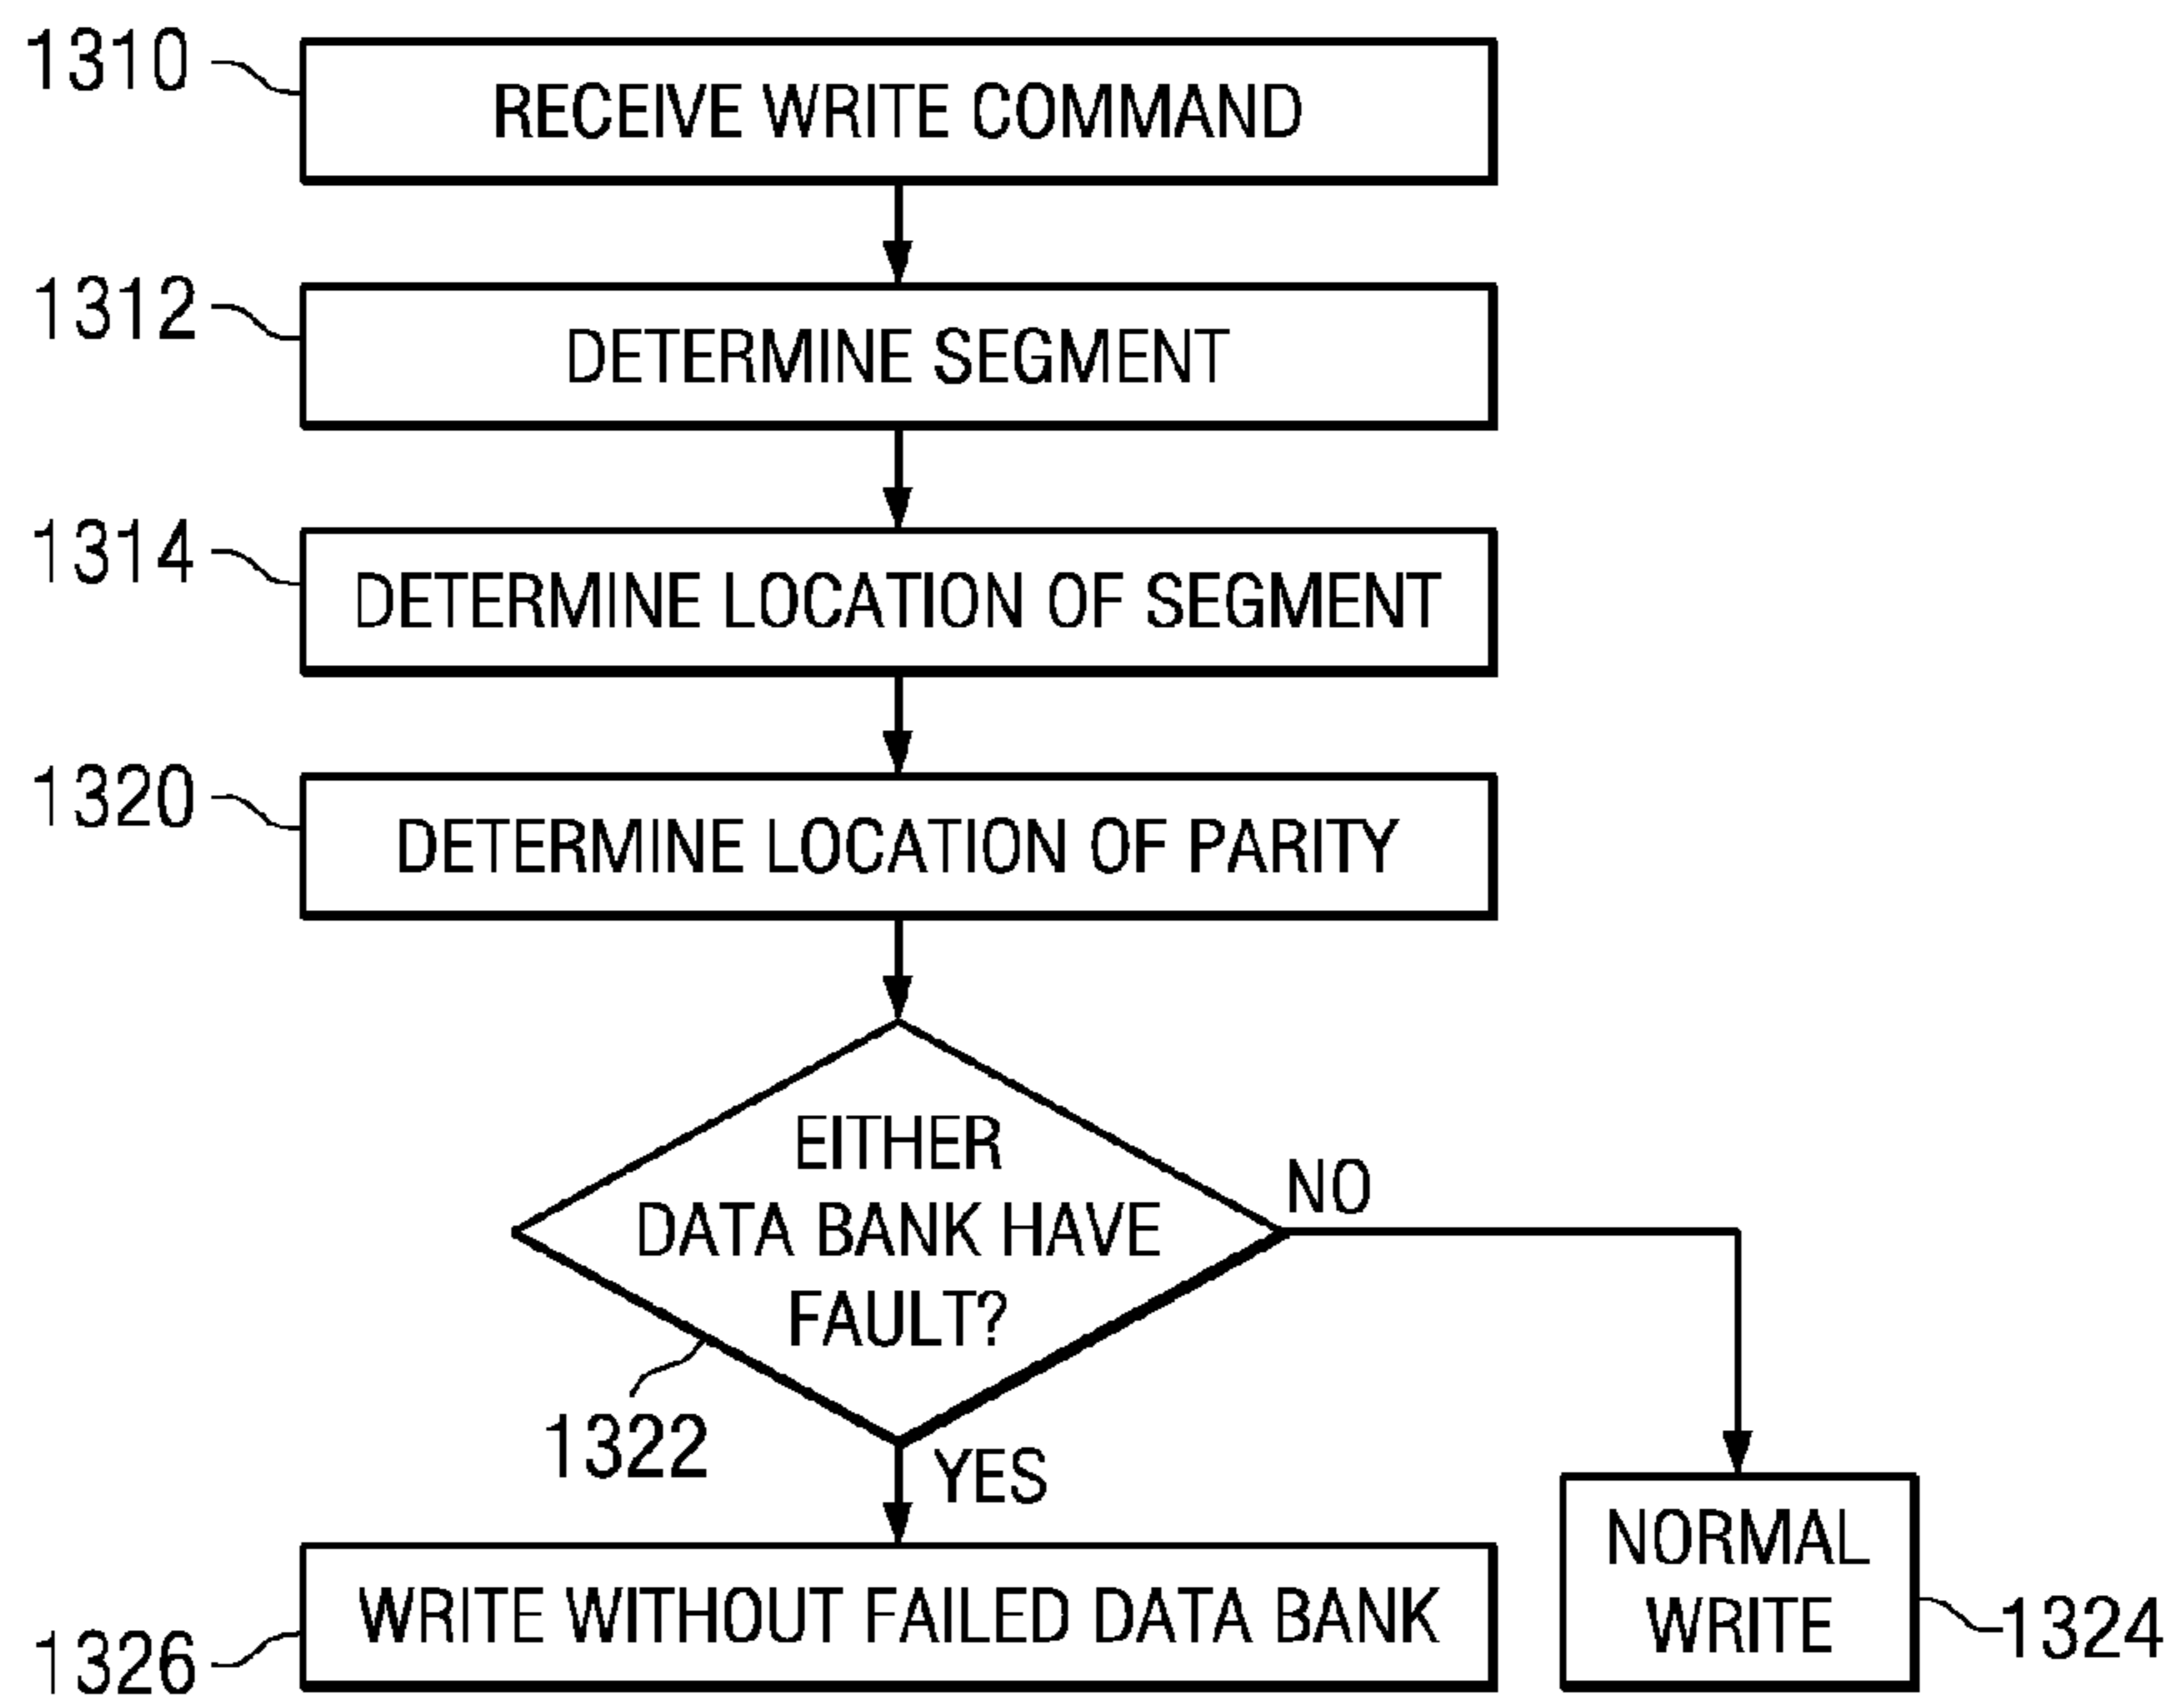 1310
RECEIVE WRITE COMMAND
1312
DETERMINE SEGMENT
1314
DETERMINE LOCATION OF SEGMENT
1320
DETERMINE LOCATION OF PARITY
EITHER
DATA BANK HAVE
FAULT?
NO
1322
YES
NORMAL
WRITE
1324
WRITE WITHOUT FAILED DATA BANK
1326